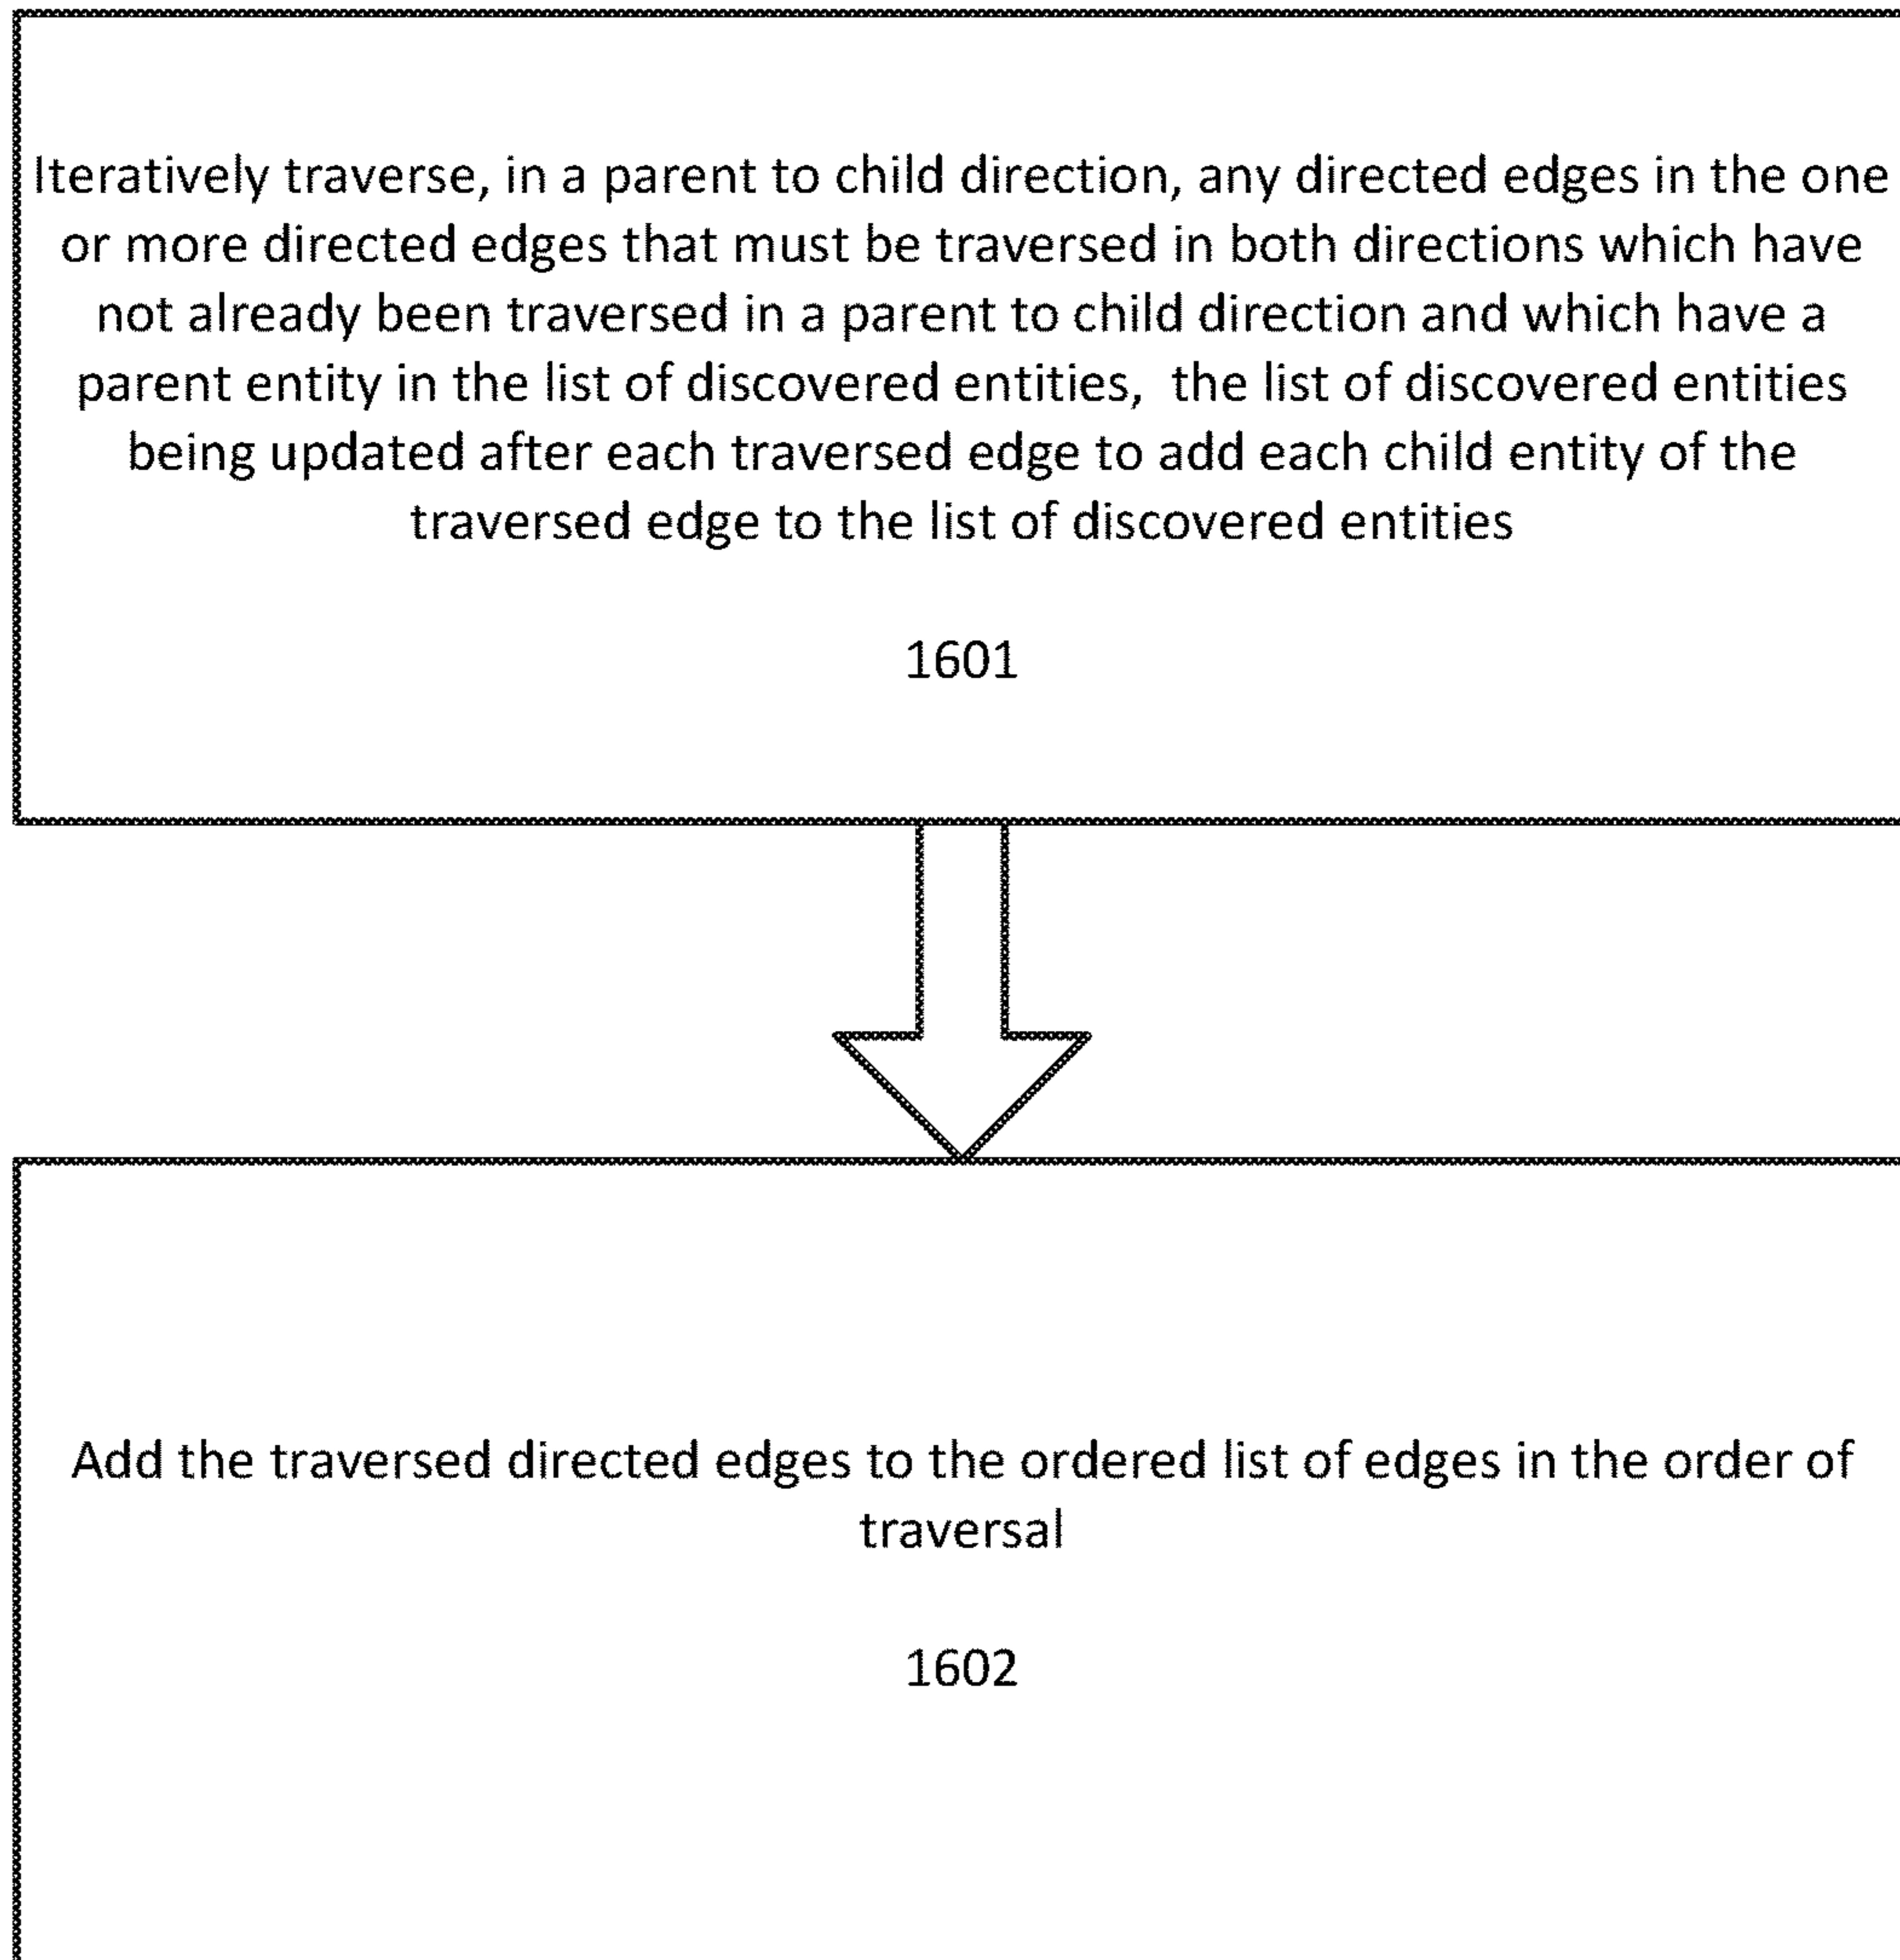 Iteratively traverse, in a parent to child direction, any directed edges in the one
or more directed edges that must be traversed in both directions which have
not already been traversed in a parent to child direction and which have a
parent entity in the list of discovered entities,  the list of discovered entities
being updated after each traversed edge to add each child entity of the
traversed edge to the list of discovered entities
1601
Add the traversed directed edges to the ordered list of edges in the order of
traversal
1602